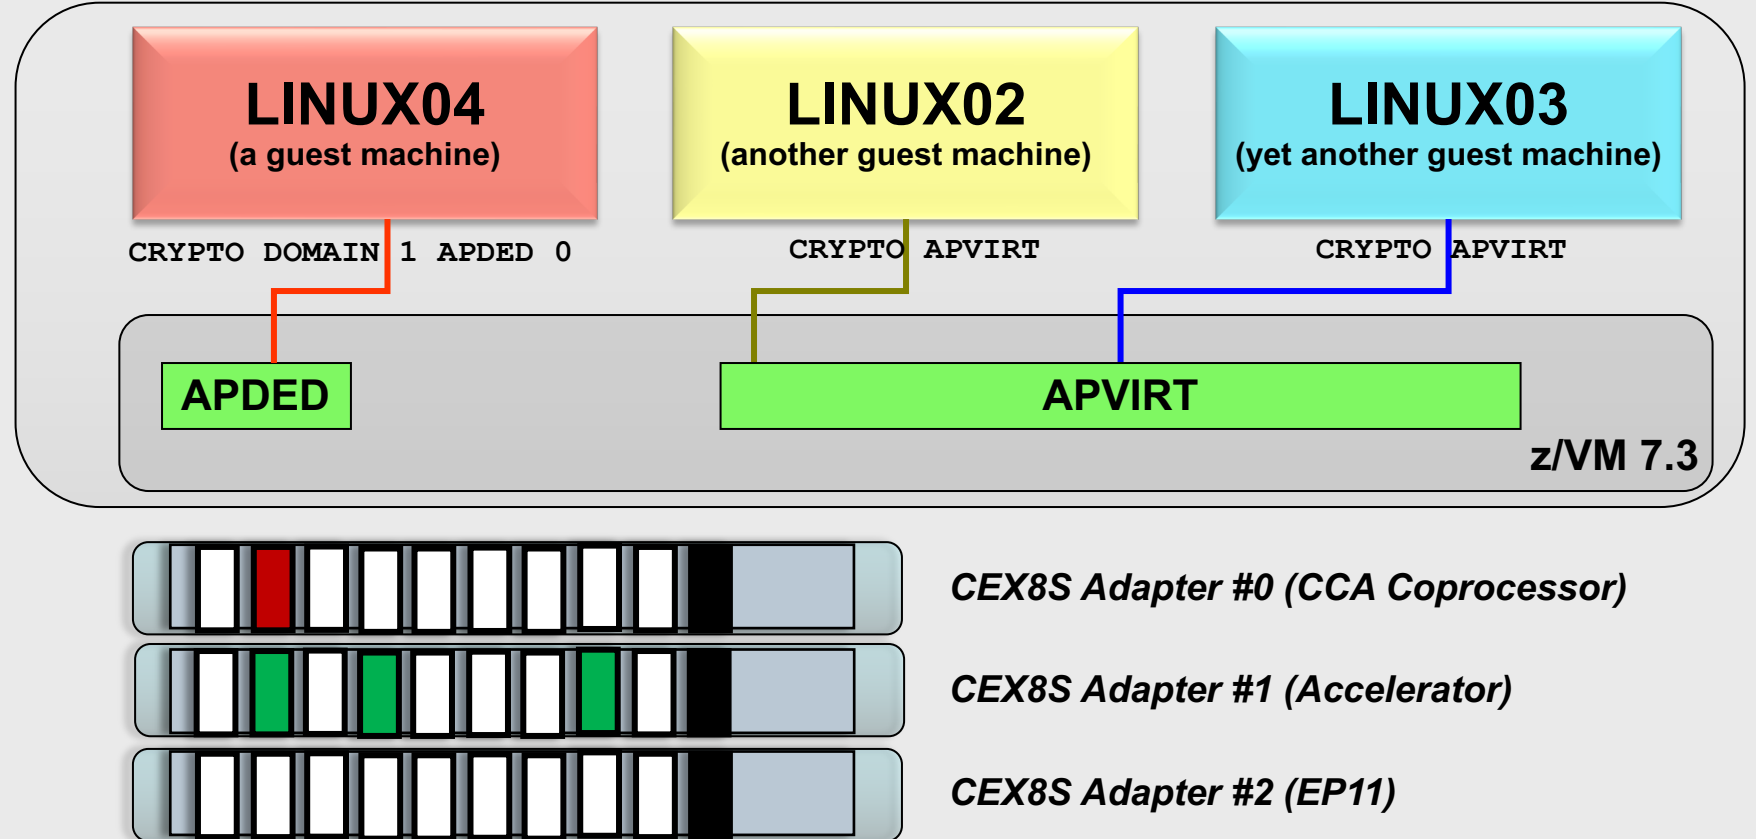 LINUX04
(a guest machine)
LINUX02
(another guest machine)
LINUX03
(yet another guest machine)
CRYPTO DOMAIN 1 APDED 0
CRYPTO APVIRT
CRYPTO APVIRT
APDED
APVIRT
z/VM 7.3
CEX8S Adapter #0 (CCA Coprocessor)
CEX8S Adapter #1 (Accelerator)
CEX8S Adapter #2 (EP11)